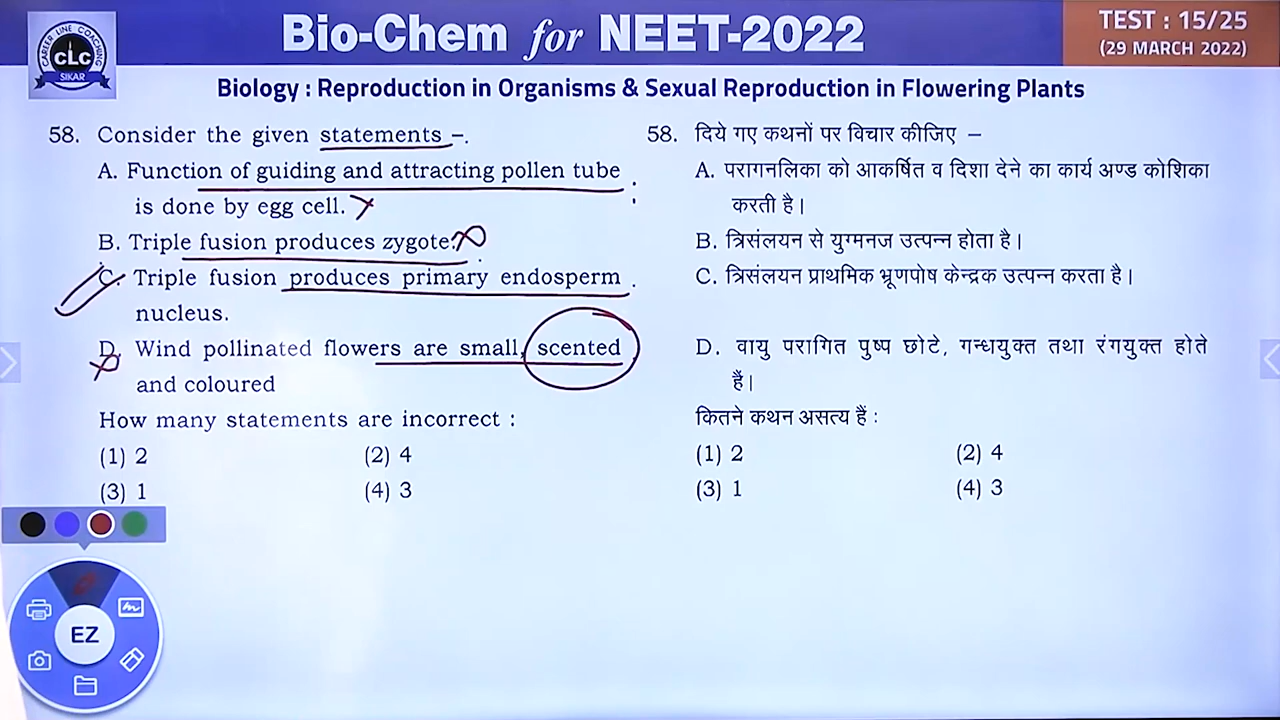 Bio-Chem for NEET-2022
TEST : 15/25
(29 MARCH 2022)
CAREER LINE COACHING
CLC
SIKAR
Biology : Reproduction in Organisms & Sexual Reproduction in Flowering Plants
58. Consider the given statements –.
A. Function of guiding and attracting pollen tube
is done by egg cell.
B. Triple fusion produces zygote.
C. Triple fusion produces primary endosperm
nucleus.
D. Wind pollinated flowers are small, scented
and coloured
How many statements are incorrect :
(1) 2 (2) 4
(3) 1 (4) 3
58. दिये गए कथनों पर विचार कीजिए –
A. परागनलिका को आकर्षित व दिशा देने का कार्य अण्ड कोशिका
करती है।
B. त्रिसंलयन से युग्मनज उत्पन्न होता है।
C. त्रिसंलयन प्राथमिक भ्रूणपोष केन्द्रक उत्पन्न करता है।
D. वायु परागित पुष्प छोटे, गन्धयुक्त तथा रंगयुक्त होते
हैं।
कितने कथन असत्य हैं :
(1) 2 (2) 4
(3) 1 (4) 3
EZ